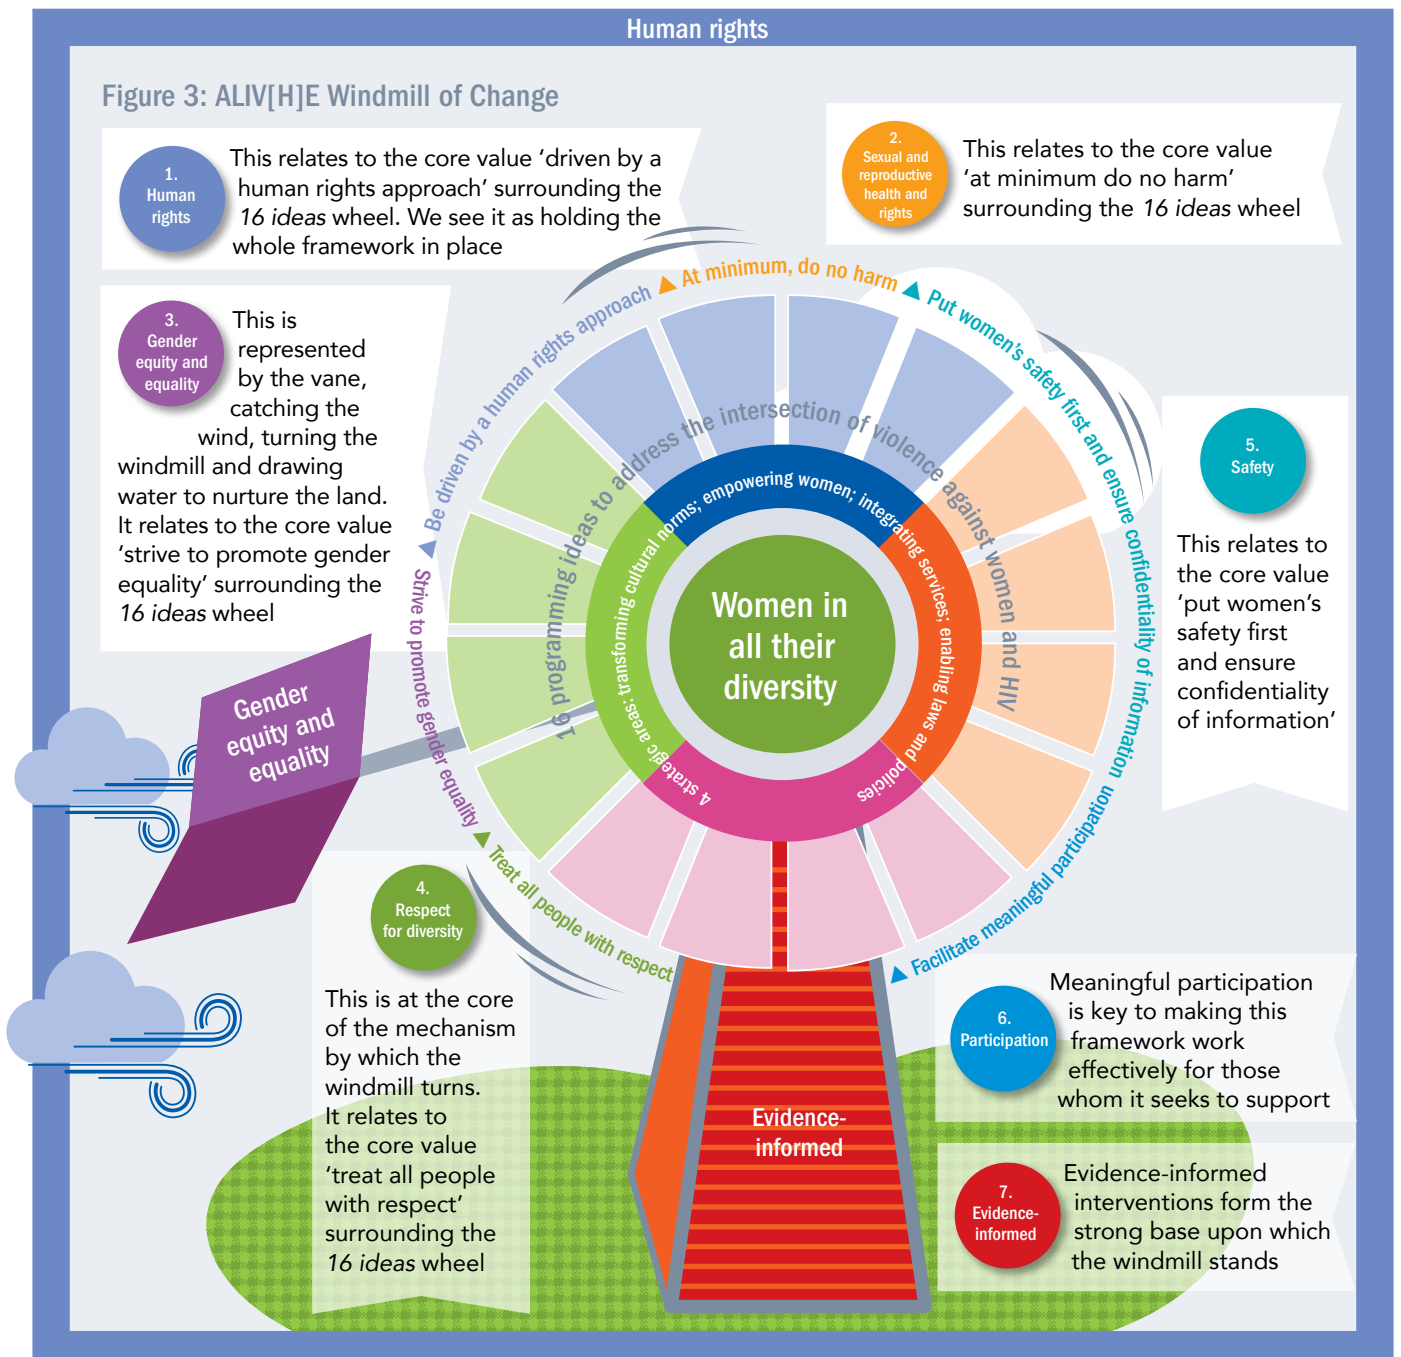 Human rights
Figure 3: ALIV[H]E Windmill of Change
1.
Human
rights
This relates to the core value ‘driven by a
human rights approach’ surrounding the
16 ideas wheel. We see it as holding the
whole framework in place
2.
Sexual and
reproductive
health and
rights
This relates to the core value
‘at minimum do no harm’
surrounding the 16 ideas wheel
3.
Gender
equity and
equality
This is
represented
by the vane,
catching the
wind, turning the
windmill and drawing
water to nurture the land.
It relates to the core value
‘strive to promote gender
equality’ surrounding the
16 ideas wheel
Be driven by a human rights approach
At minimum, do no harm
Put women’s safety first and ensure confidentiality of information
Facilitate meaningful participation
Treat all people with respect
Strive to promote gender equality
16 programming ideas to address the intersection of violence against women and HIV
4 strategic areas: transforming cultural norms; empowering women; integrating services; enabling laws and policies
Women in
all their
diversity
Gender
equity and
equality
5.
Safety
This relates to
the core value
‘put women’s
safety first
and ensure
confidentiality
of information’
4.
Respect
for diversity
This is at the core
of the mechanism
by which the
windmill turns.
It relates to
the core value
‘treat all people
with respect’
surrounding the
16 ideas wheel
Evidence-
informed
6.
Participation
Meaningful participation
is key to making this
framework work
effectively for those
whom it seeks to support
7.
Evidence-
informed
Evidence-informed
interventions form the
strong base upon which
the windmill stands